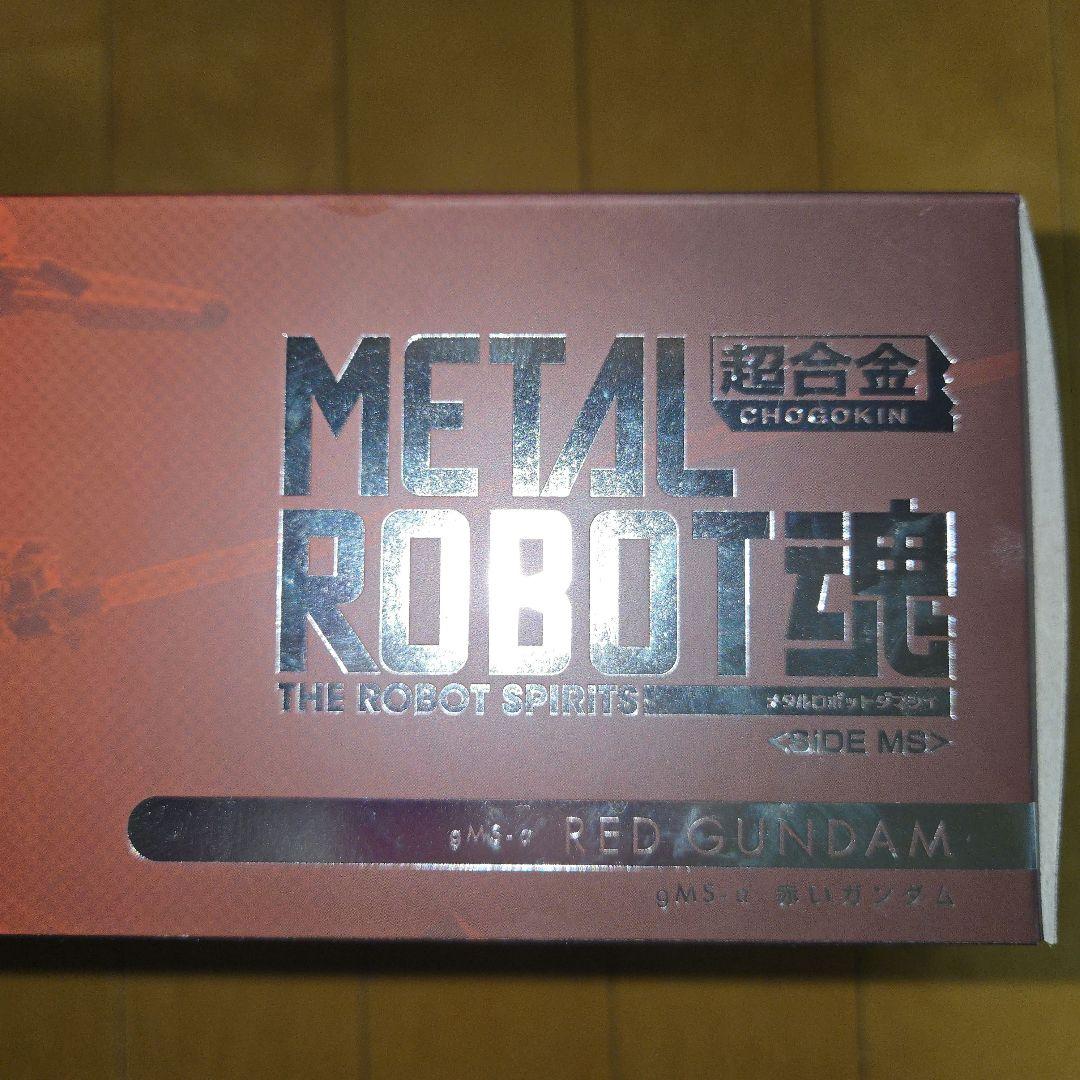 METAL
超合金
CHOGOKIN
ROBOT魂
THE ROBOT SPIRITS
メタルロボットダマシイ
<SIDE MS>
gMS-α RED GUNDAM
gMS-α 赤いガンダム